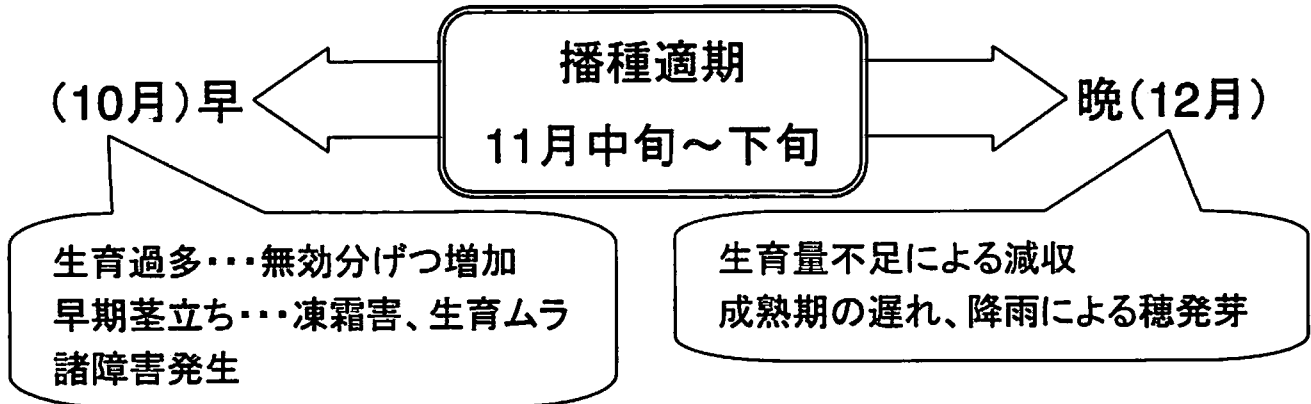 播種適期
11月中旬～下旬
(10月)早
晩(12月)
生育過多･･･無効分げつ増加
早期茎立ち･･･凍霜害、生育ムラ
諸障害発生
生育量不足による減収
成熟期の遅れ、降雨による穂発芽